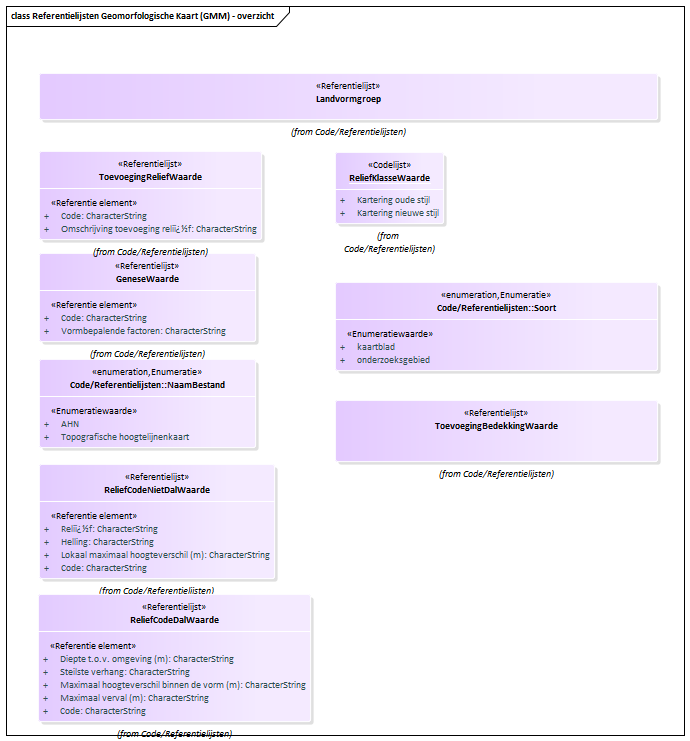 class Referentielijsten Geomorfologische Kaart (GMM) - overzicht
«Referentielijst»
Landvormgroep
(from Code/Referentielijsten)
«Referentielijst»
ToevoegingReliefWaarde
«Referentie element»
+ Code: CharacterString
+ Omschrijving toevoeging reliï¿½f: CharacterString
(from Code/Referentielijsten)
«Codelijst»
ReliefKlasseWaarde
+ Kartering oude stijl
+ Kartering nieuwe stijl
(from
Code/Referentielijsten)
«Referentielijst»
GeneseWaarde
«Referentie element»
+ Code: CharacterString
+ Vormbepalende factoren: CharacterString
(from Code/Referentielijsten)
«enumeration,Enumeratie»
Code/Referentielijsten::Soort
«Enumeratiewaarde»
+ kaartblad
+ onderzoeksgebied
«enumeration,Enumeratie»
Code/Referentielijsten::NaamBestand
«Enumeratiewaarde»
+ AHN
+ Topografische hoogtelijnenkaart
«Referentielijst»
ToevoegingBedekkingWaarde
(from Code/Referentielijsten)
«Referentielijst»
ReliefCodeNietDalWaarde
«Referentie element»
+ Reliï¿½f: CharacterString
+ Helling: CharacterString
+ Lokaal maximaal hoogteverschil (m): CharacterString
+ Code: CharacterString
(from Code/Referentielijsten)
«Referentielijst»
ReliefCodeDalWaarde
«Referentie element»
+ Diepte t.o.v. omgeving (m): CharacterString
+ Steilste verhang: CharacterString
+ Maximaal hoogteverschil binnen de vorm (m): CharacterString
+ Maximaal verval (m): CharacterString
+ Code: CharacterString
(from Code/Referentielijsten)